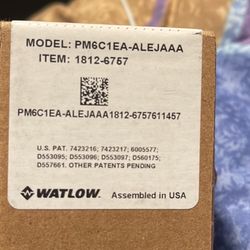 MODEL: PM6C1EA-ALEJAAA
ITEM: 1812-6757
PM6C1EA-ALEJAAA1812-6757611457
U.S. PAT. 7423216; 7423217; 6005577;
D553095; D553096; D553097; D560175;
D557661. OTHER PATENTS PENDING
WATLOW® Assembled in USA